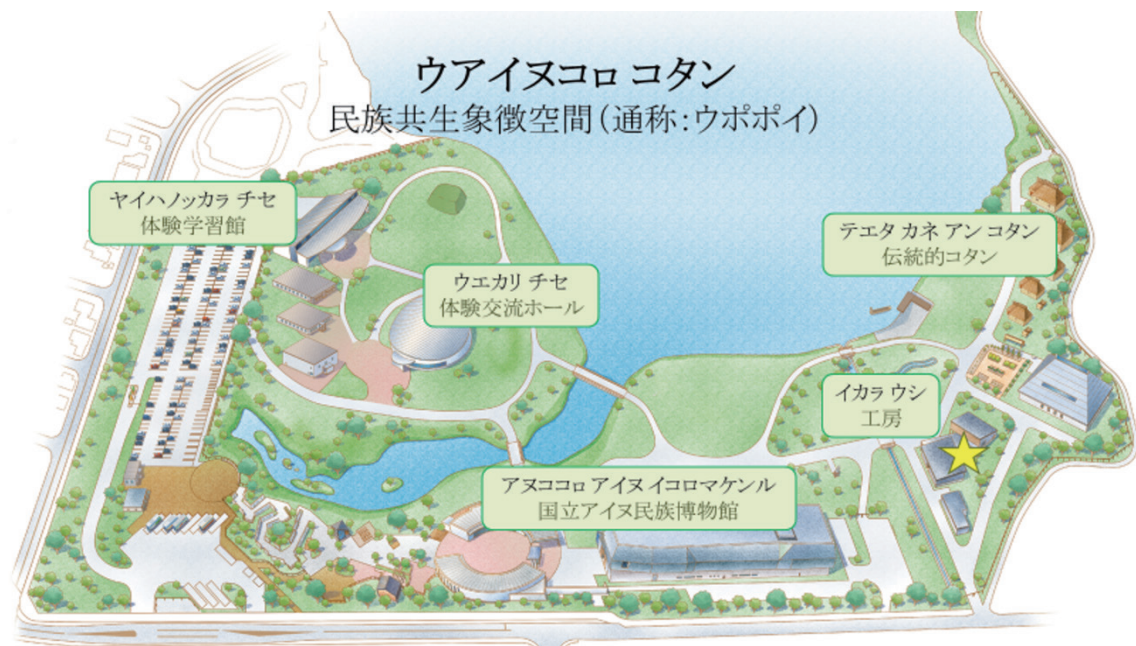 ウアイヌコㇿ コタン
民族共生象徴空間(通称:ウポポイ)
ヤイハノッカㇻ チセ
体験学習館
テエタ カネ アン コタン
伝統的コタン
ウエカリ チセ
体験交流ホール
イカㇻ ウシ
工房
アヌココㇿ アイヌ イコロマケンル
国立アイヌ民族博物館